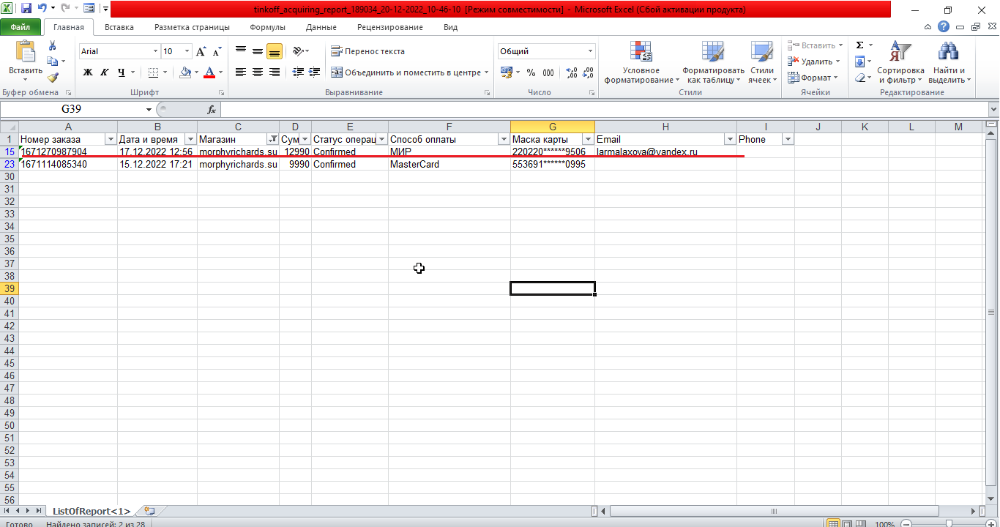 tinkoff_acquiring_report_189034_20-12-2022_10-46-10 [Режим совместимости] - Microsoft Excel (Сбой активации продукта)
Файл Главная Вставка Разметка страницы Формулы Данные Рецензирование Вид
Вставить
Буфер обмена
Arial 10
Ж К Ч
Шрифт
Перенос текста
Объединить и поместить в центре
Выравнивание
Общий
% 000
Число
Условное форматирование
Форматировать как таблицу
Стили ячеек
Стили
Вставить
Удалить
Формат
Ячейки
Σ
Сортировка и фильтр
Найти и выделить
Редактирование
G39 fx
A B C D E F G H I J K L M
1 Номер заказа Дата и время Магазин Сум Статус операц Способ оплаты Маска карты Email Phone
15 1671270987904 17.12.2022 12:56 morphyrichards.su 12990 Confirmed МИР 220220******9506 larmalaxova@yandex.ru
23 1671114085340 15.12.2022 17:21 morphyrichards.su 9990 Confirmed MasterCard 553691******0995
30
31
32
33
34
35
36
37
38
39
40
41
42
43
44
45
46
47
48
49
50
51
52
53
54
55
56
ListOfReport<1>
Готово Найдено записей: 2 из 28 100%